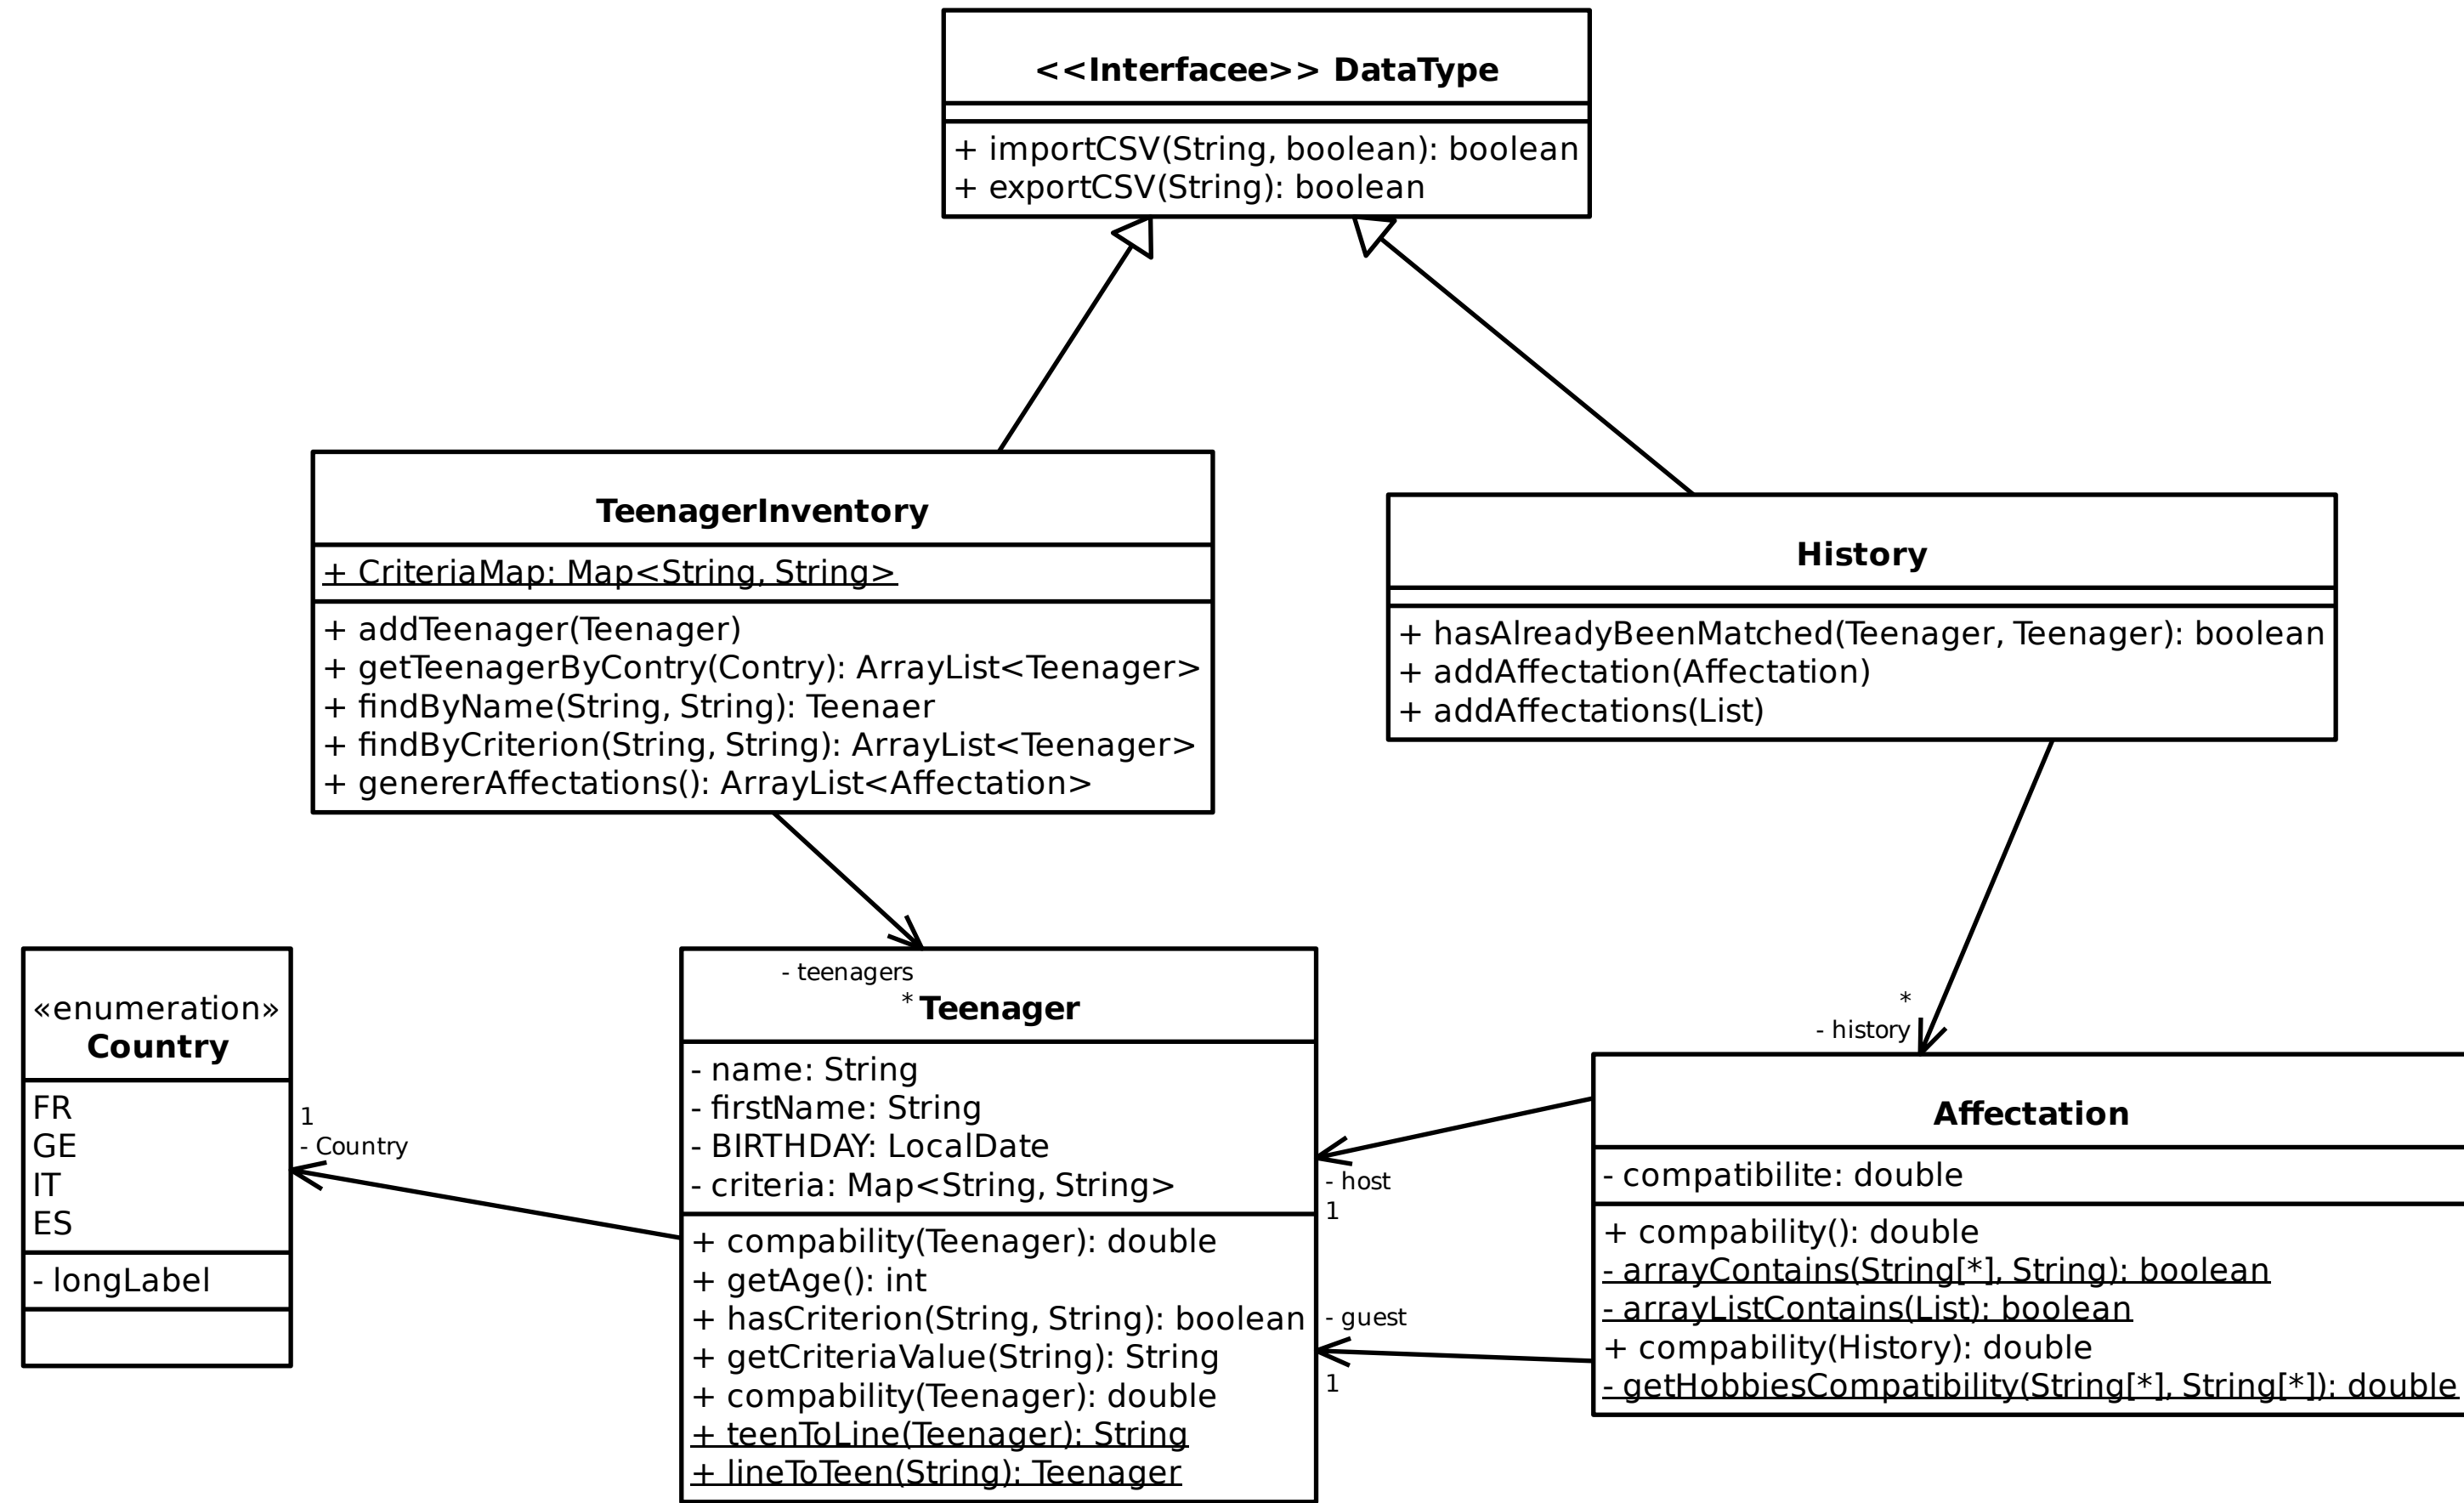 <<Interfacee>> DataType
+ importCSV(String, boolean): boolean
+ exportCSV(String): boolean
TeenagerInventory
+ CriteriaMap: Map<String, String>
+ addTeenager(Teenager)
+ getTeenagerByContry(Contry): ArrayList<Teenager>
+ findByName(String, String): Teenaer
+ findByCriterion(String, String): ArrayList<Teenager>
+ genererAffectations(): ArrayList<Affectation>
History
+ hasAlreadyBeenMatched(Teenager, Teenager): boolean
+ addAffectation(Affectation)
+ addAffectations(List)
«enumeration»
Country
FR
GE
IT
ES
- longLabel
1
- Country
- teenagers
*
Teenager
- name: String
- firstName: String
- BIRTHDAY: LocalDate
- criteria: Map<String, String>
+ compability(Teenager): double
+ getAge(): int
+ hasCriterion(String, String): boolean
+ getCriteriaValue(String): String
+ compability(Teenager): double
+ teenToLine(Teenager): String
+ lineToTeen(String): Teenager
- host
1
- guest
1
*
- history
Affectation
- compatibilite: double
+ compability(): double
- arrayContains(String[*], String): boolean
- arrayListContains(List): boolean
+ compability(History): double
- getHobbiesCompatibility(String[*], String[*]): double